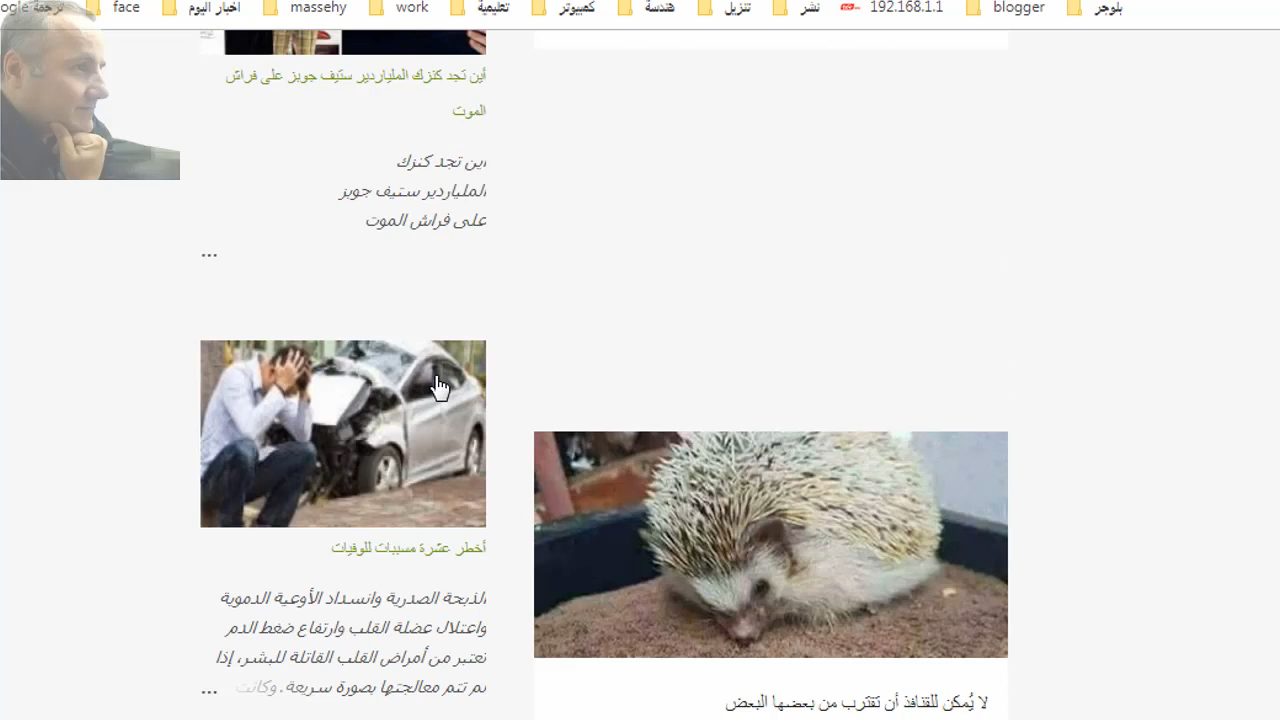 ترجمة ogle
face
اخبار اليوم
massehy
work
تعليمية
كمبيوتر
هندسة
تنزيل
نشر
192.168.1.1
blogger
بلوجر
أين تجد كنزك الملياردير ستيف جوبز على فراش
الموت
اين تجد كنزك
الملياردير ستيف جوبز
على فراش الموت
...
أخطر عشرة مسببات للوفيات
الذبحة الصدرية وانسداد الأوعية الدموية
واعتلال عضلة القلب وارتفاع ضغط الدم
تعتبر من أمراض القلب القاتلة للبشر، إذا
لم تتم معالجتها بصورة سريعة. وكانت ...
لا يُمكن للقنافذ أن تقترب من بعضها البعض